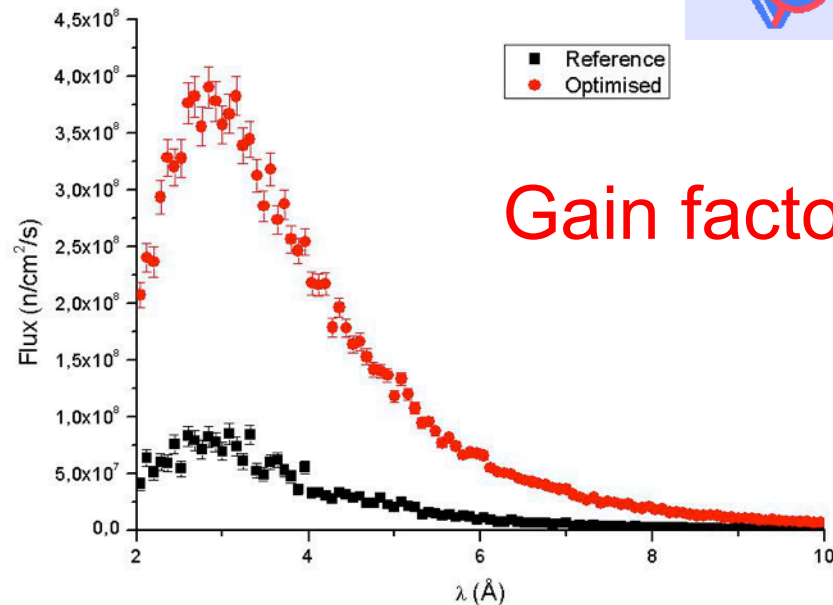 4,5x10⁸
4,0x10⁸
3,5x10⁸
3,0x10⁸
2,5x10⁸
2,0x10⁸
1,5x10⁸
1,0x10⁸
5,0x10⁷
0,0
Flux (n/cm²/s)
Reference
Optimised
Gain facto
2 4 6 8 10
λ (Å)